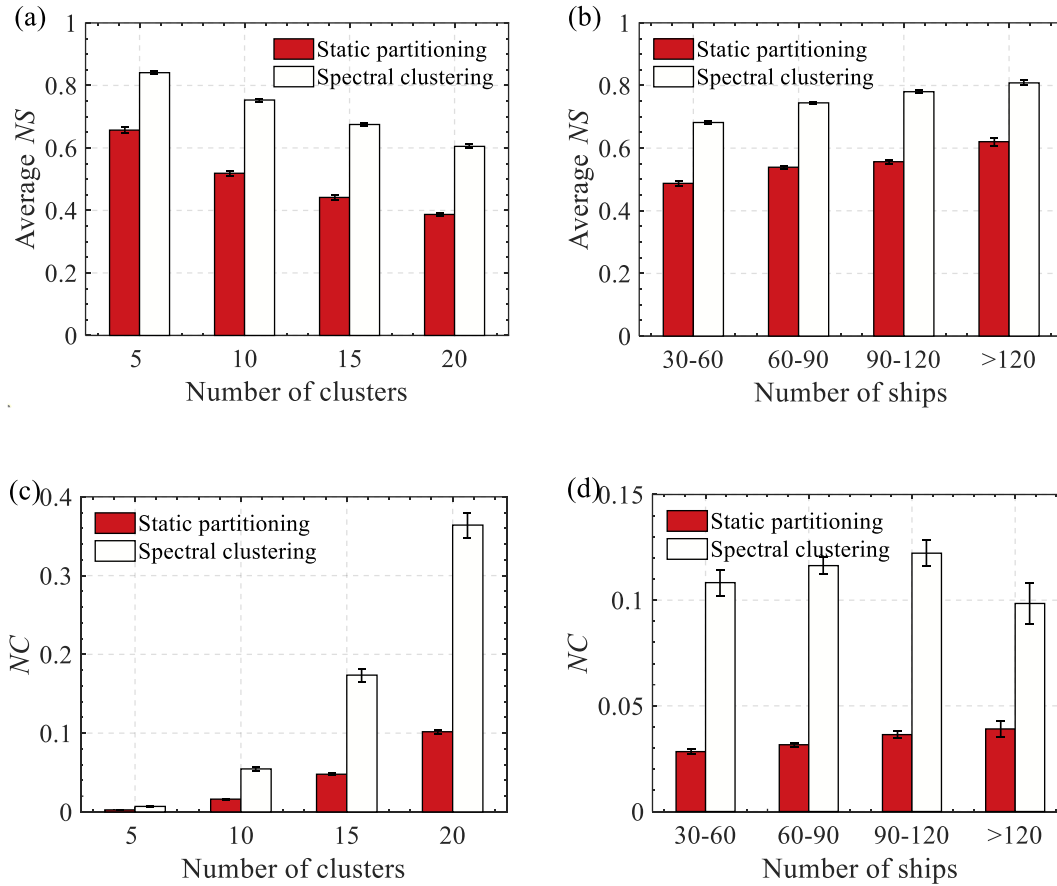 (a)
1
0.8
0.6
0.4
0.2
0
Average NS
Static partitioning
Spectral clustering
5 10 15 20
Number of clusters
(b)
1
0.8
0.6
0.4
0.2
0
Average NS
Static partitioning
Spectral clustering
30-60 60-90 90-120 >120
Number of ships
(c)
0.4
0.3
0.2
0.1
0
NC
Static partitioning
Spectral clustering
5 10 15 20
Number of clusters
(d)
0.15
0.1
0.05
0
NC
Static partitioning
Spectral clustering
30-60 60-90 90-120 >120
Number of ships